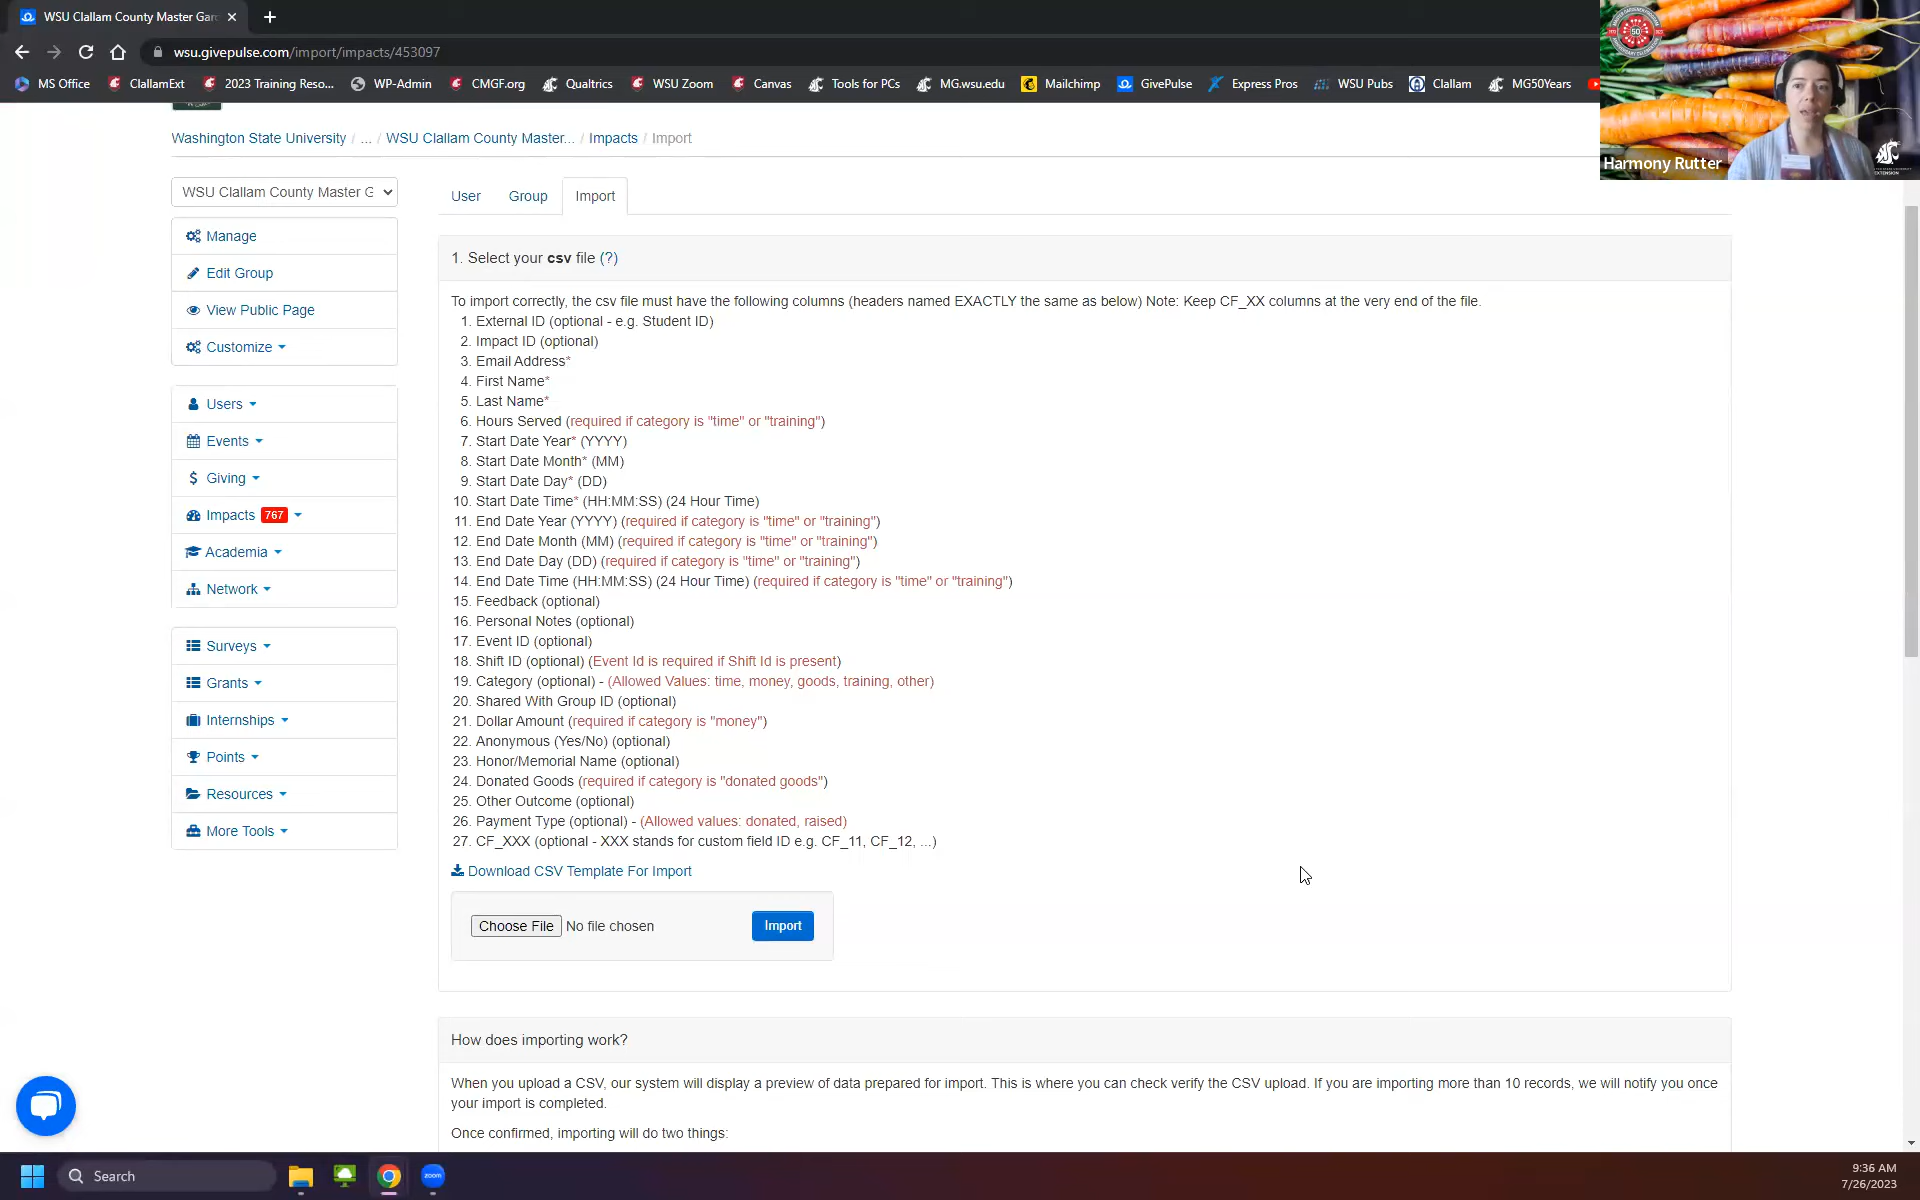 WSU Clallam County Master Gar
wsu.givepulse.com/import/impacts/453097
MS Office
ClallamExt
2023 Training Reso...
WP-Admin
CMGF.org
Qualtrics
WSU Zoom
Canvas
Tools for PCs
MG.wsu.edu
Mailchimp
GivePulse
Express Pros
WSU Pubs
Clallam
MG50Years
50
Harmony Rutter
EXTENSION
Washington State University / ... / WSU Clallam County Master... / Impacts / Import
WSU Clallam County Master G
Manage
Edit Group
View Public Page
Customize
Users
Events
$ Giving
Impacts 767
Academia
Network
Surveys
Grants
Internships
Points
Resources
More Tools
User
Group
Import
1. Select your csv file (?)
To import correctly, the csv file must have the following columns (headers named EXACTLY the same as below) Note: Keep CF_XX columns at the very end of the file.
1. External ID (optional - e.g. Student ID)
2. Impact ID (optional)
3. Email Address*
4. First Name*
5. Last Name*
6. Hours Served (required if category is "time" or "training")
7. Start Date Year* (YYYY)
8. Start Date Month* (MM)
9. Start Date Day* (DD)
10. Start Date Time* (HH:MM:SS) (24 Hour Time)
11. End Date Year (YYYY) (required if category is "time" or "training")
12. End Date Month (MM) (required if category is "time" or "training")
13. End Date Day (DD) (required if category is "time" or "training")
14. End Date Time (HH:MM:SS) (24 Hour Time) (required if category is "time" or "training")
15. Feedback (optional)
16. Personal Notes (optional)
17. Event ID (optional)
18. Shift ID (optional) (Event Id is required if Shift Id is present)
19. Category (optional) - (Allowed Values: time, money, goods, training, other)
20. Shared With Group ID (optional)
21. Dollar Amount (required if category is "money")
22. Anonymous (Yes/No) (optional)
23. Honor/Memorial Name (optional)
24. Donated Goods (required if category is "donated goods")
25. Other Outcome (optional)
26. Payment Type (optional) - (Allowed values: donated, raised)
27. CF_XXX (optional - XXX stands for custom field ID e.g. CF_11, CF_12, ...)
Download CSV Template For Import
Choose File No file chosen
Import
How does importing work?
When you upload a CSV, our system will display a preview of data prepared for import. This is where you can check verify the CSV upload. If you are importing more than 10 records, we will notify you once
your import is completed.
Once confirmed, importing will do two things:
Search
zoom
9:36 AM
7/26/2023